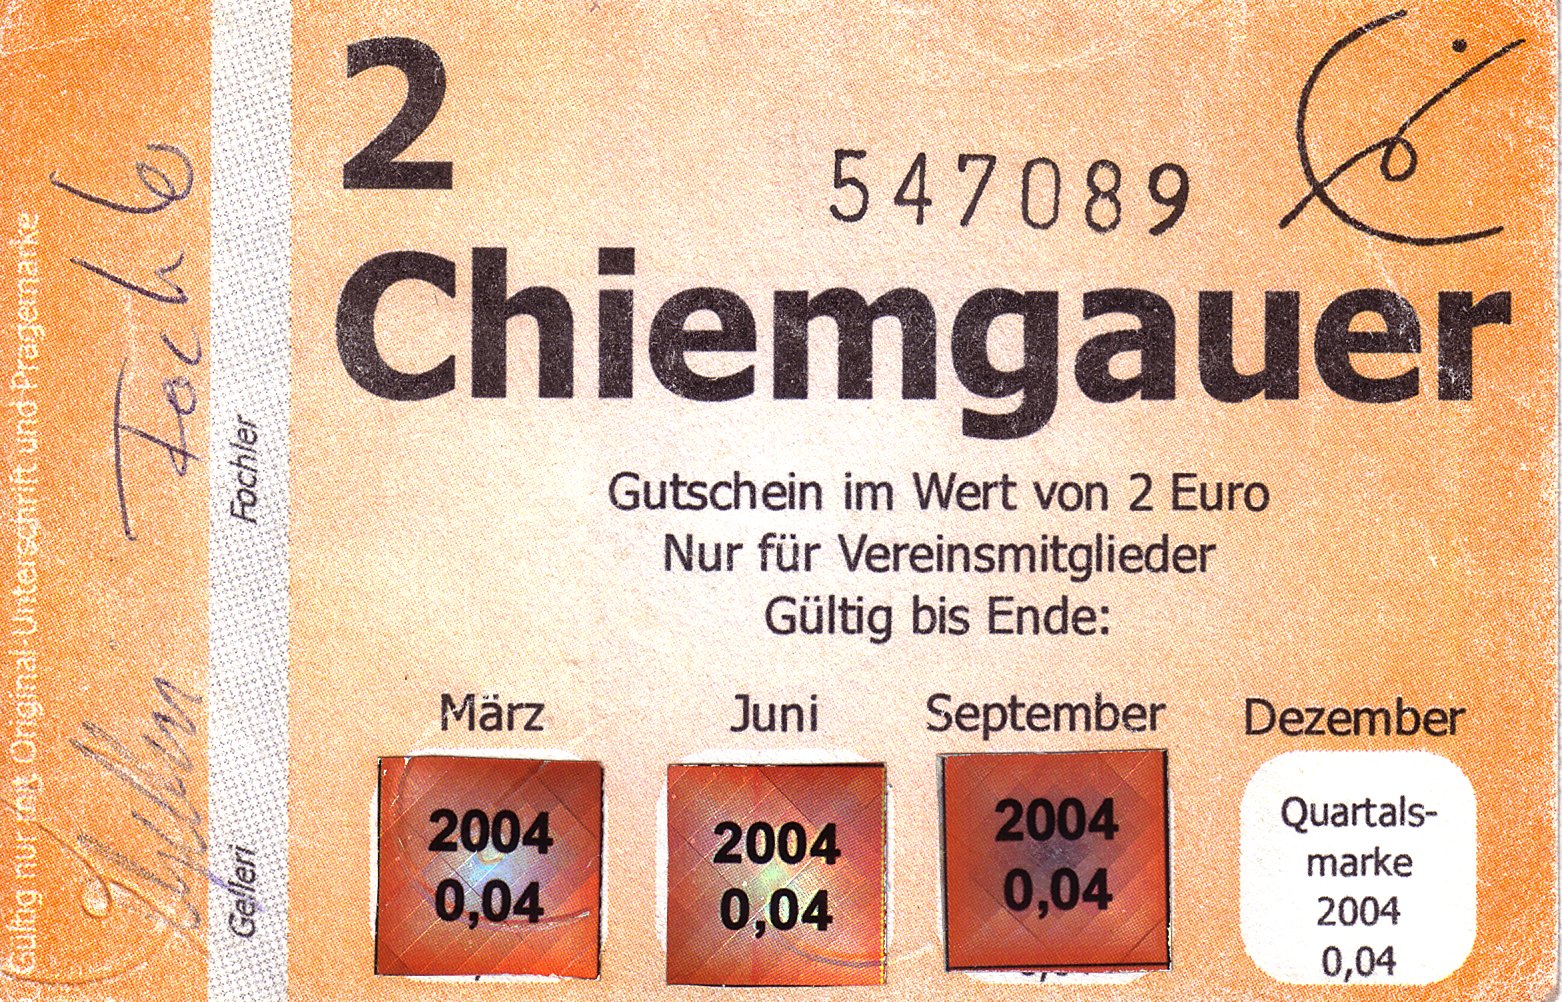 2
547089
Chiemgauer
Gutschein im Wert von 2 Euro
Nur für Vereinsmitglieder
Gültig bis Ende:
März Juni September Dezember
2004
0,04
2004
0,04
2004
0,04
Quartals-
marke
2004
0,04
Gültig nur mit Original-Unterschrift und Prägemarke
Fochler
Gelleri